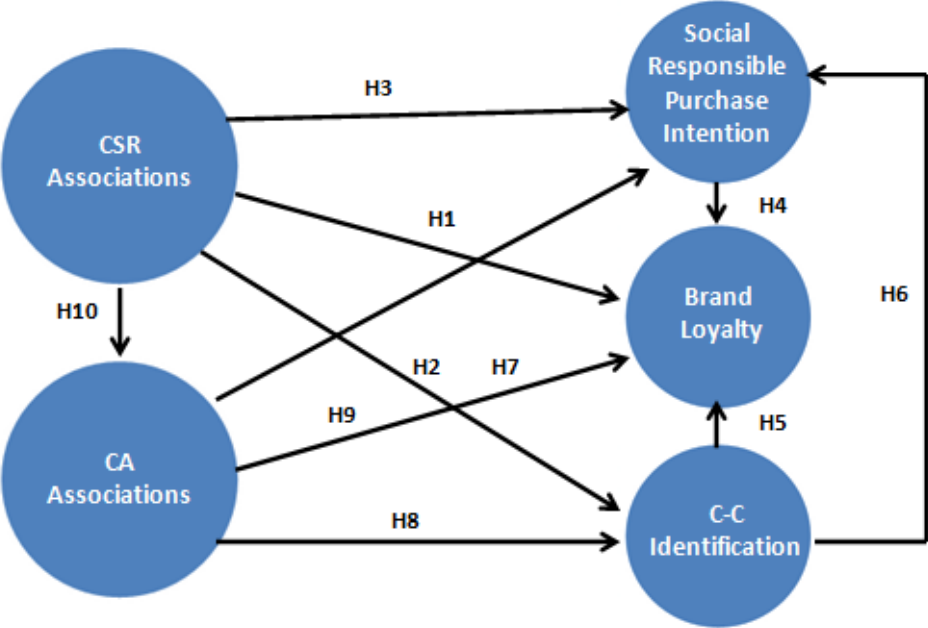 Social
Responsible
Purchase
Intention
H3
CSR
Associations
H1
H4
H10
Brand
Loyalty
H6
H2
H7
H9
H5
CA
Associations
H8
C-C
Identification